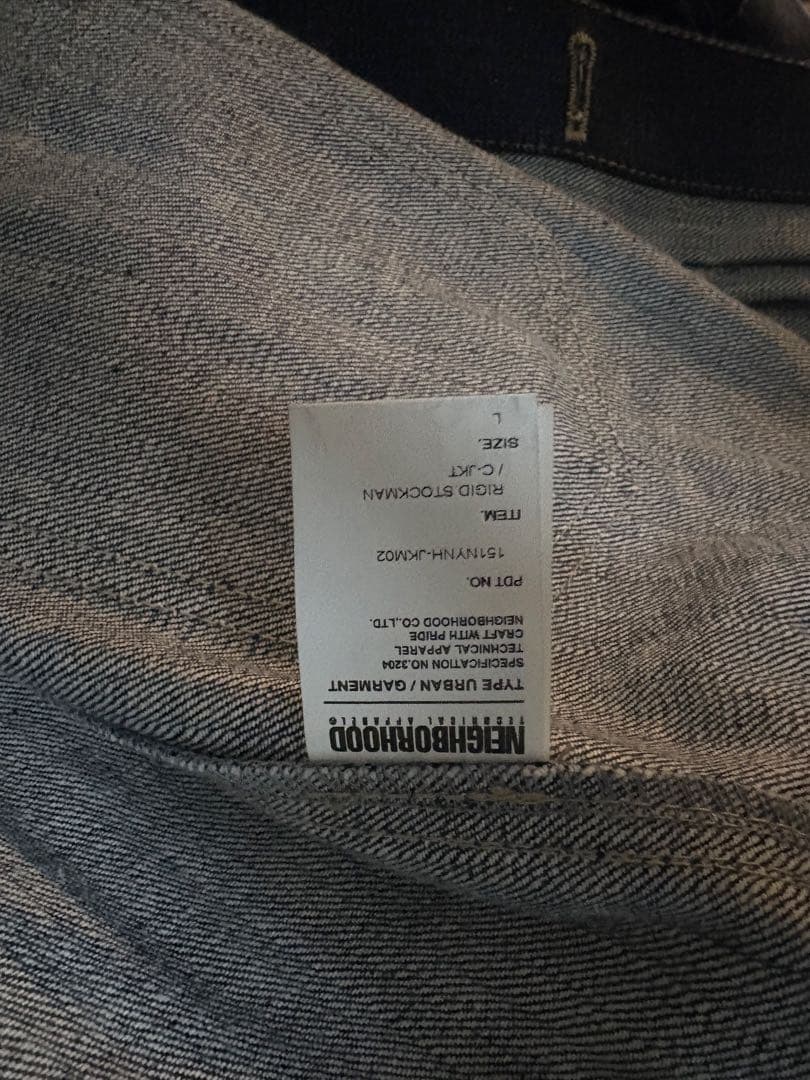 NEIGHBORHOOD
TECHNICAL APPAREL®
TYPE URBAN / GARMENT
SPECIFICATION NO.3204
TECHNICAL APPAREL
CRAFT WITH PRIDE
NEIGHBORHOOD CO.,LTD.
PDT NO.
151NYNH-JKM02
ITEM.
RIGID STOCKMAN
/ C-JKT
SIZE.
L